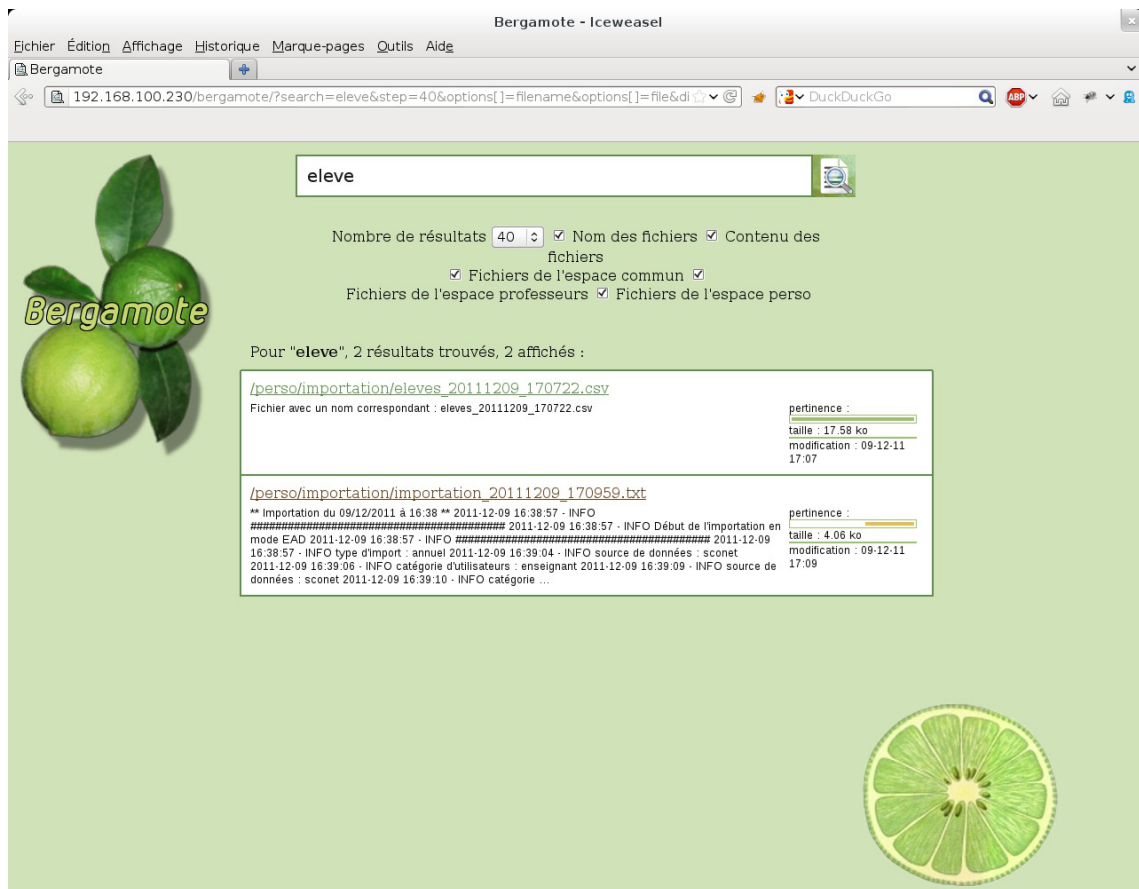 Bergamote - Iceweasel
Fichier Édition Affichage Historique Marque-pages Outils Aide
Bergamote
192.168.100.230/bergamote/?search=eleve&step=40&options[]=filename&options[]=file&di
DuckDuckGo
ABP
eleve
Nombre de résultats 40 Nom des fichiers Contenu des
fichiers
Fichiers de l'espace commun
Fichiers de l'espace professeurs Fichiers de l'espace perso
Bergamote
Pour "eleve", 2 résultats trouvés, 2 affichés :
/perso/importation/eleves_20111209_170722.csv
Fichier avec un nom correspondant : eleves_20111209_170722.csv
pertinence :
taille : 17.58 ko
modification : 09-12-11
17:07
/perso/importation/importation_20111209_170959.txt
** Importation du 09/12/2011 à 16:38 ** 2011-12-09 16:38:57 - INFO
######################################### 2011-12-09 16:38:57 - INFO Début de l'importation en
mode EAD 2011-12-09 16:38:57 - INFO ######################################### 2011-12-09
16:38:57 - INFO type d'import : annuel 2011-12-09 16:39:04 - INFO source de données : sconet
2011-12-09 16:39:06 - INFO catégorie d'utilisateurs : enseignant 2011-12-09 16:39:09 - INFO source de
données : sconet 2011-12-09 16:39:10 - INFO catégorie ...
pertinence :
taille : 4.06 ko
modification : 09-12-11
17:09